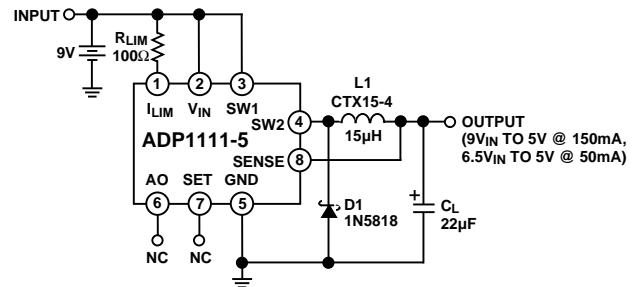 INPUT
9V
RLIM
100Ω
1
2
3
ILIM
VIN
SW1
SW2
4
ADP1111-5
SENSE
8
AO
SET
GND
6
7
5
NC
NC
L1
CTX15-4
15µH
OUTPUT
(9VIN TO 5V @ 150mA,
6.5VIN TO 5V @ 50mA)
D1
1N5818
+
CL
22µF